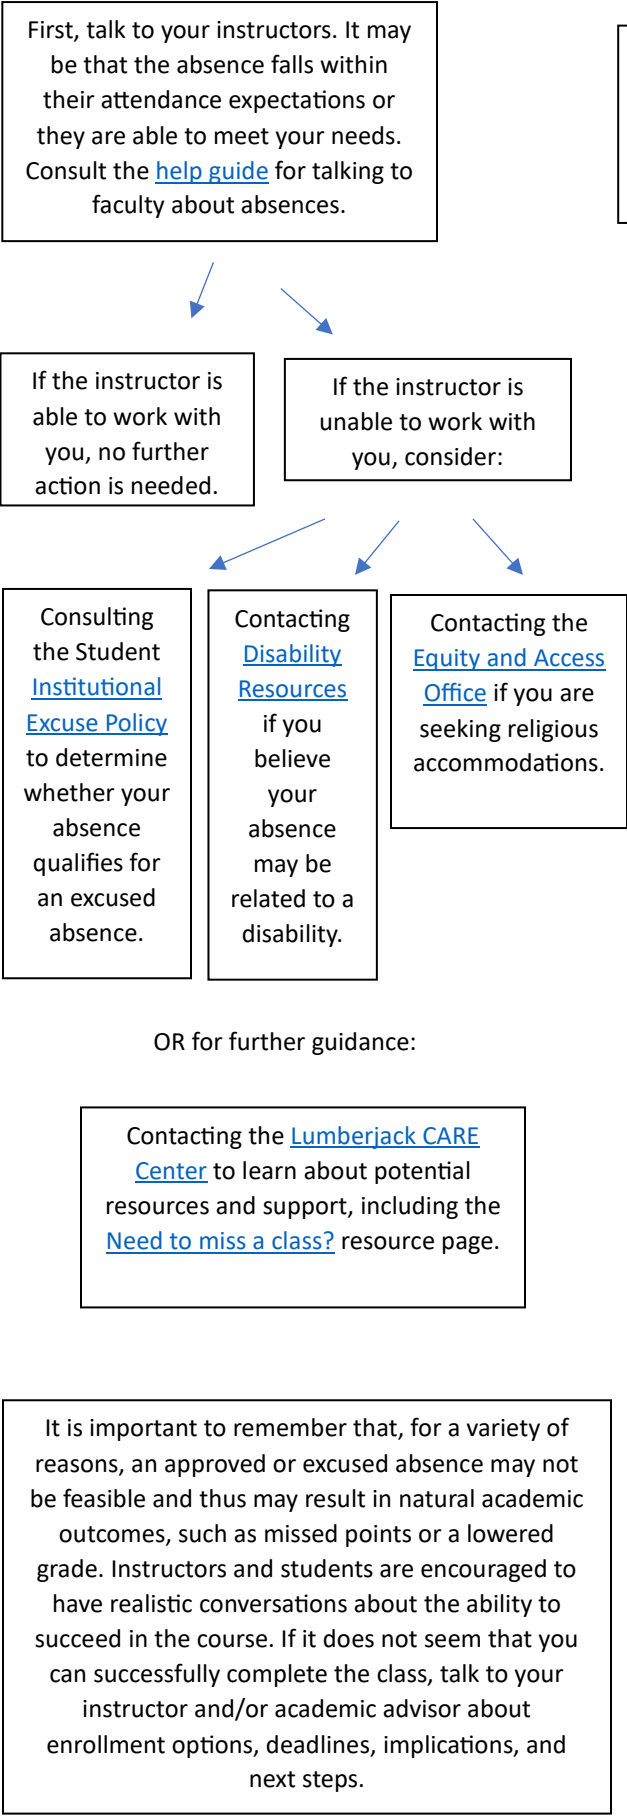 First, talk to your instructors. It may
be that the absence falls within
their attendance expectations or
they are able to meet your needs.
Consult the help guide for talking to
faculty about absences.
If the instructor is
able to work with
you, no further
action is needed.
If the instructor is
unable to work with
you, consider:
Consulting
the Student
Institutional
Excuse Policy
to determine
whether your
absence
qualifies for
an excused
absence.
Contacting
Disability
Resources
if you
believe
your
absence
may be
related to a
disability.
Contacting the
Equity and Access
Office if you are
seeking religious
accommodations.
OR for further guidance:
Contacting the Lumberjack CARE
Center to learn about potential
resources and support, including the
Need to miss a class? resource page.
It is important to remember that, for a variety of
reasons, an approved or excused absence may not
be feasible and thus may result in natural academic
outcomes, such as missed points or a lowered
grade. Instructors and students are encouraged to
have realistic conversations about the ability to
succeed in the course. If it does not seem that you
can successfully complete the class, talk to your
instructor and/or academic advisor about
enrollment options, deadlines, implications, and
next steps.